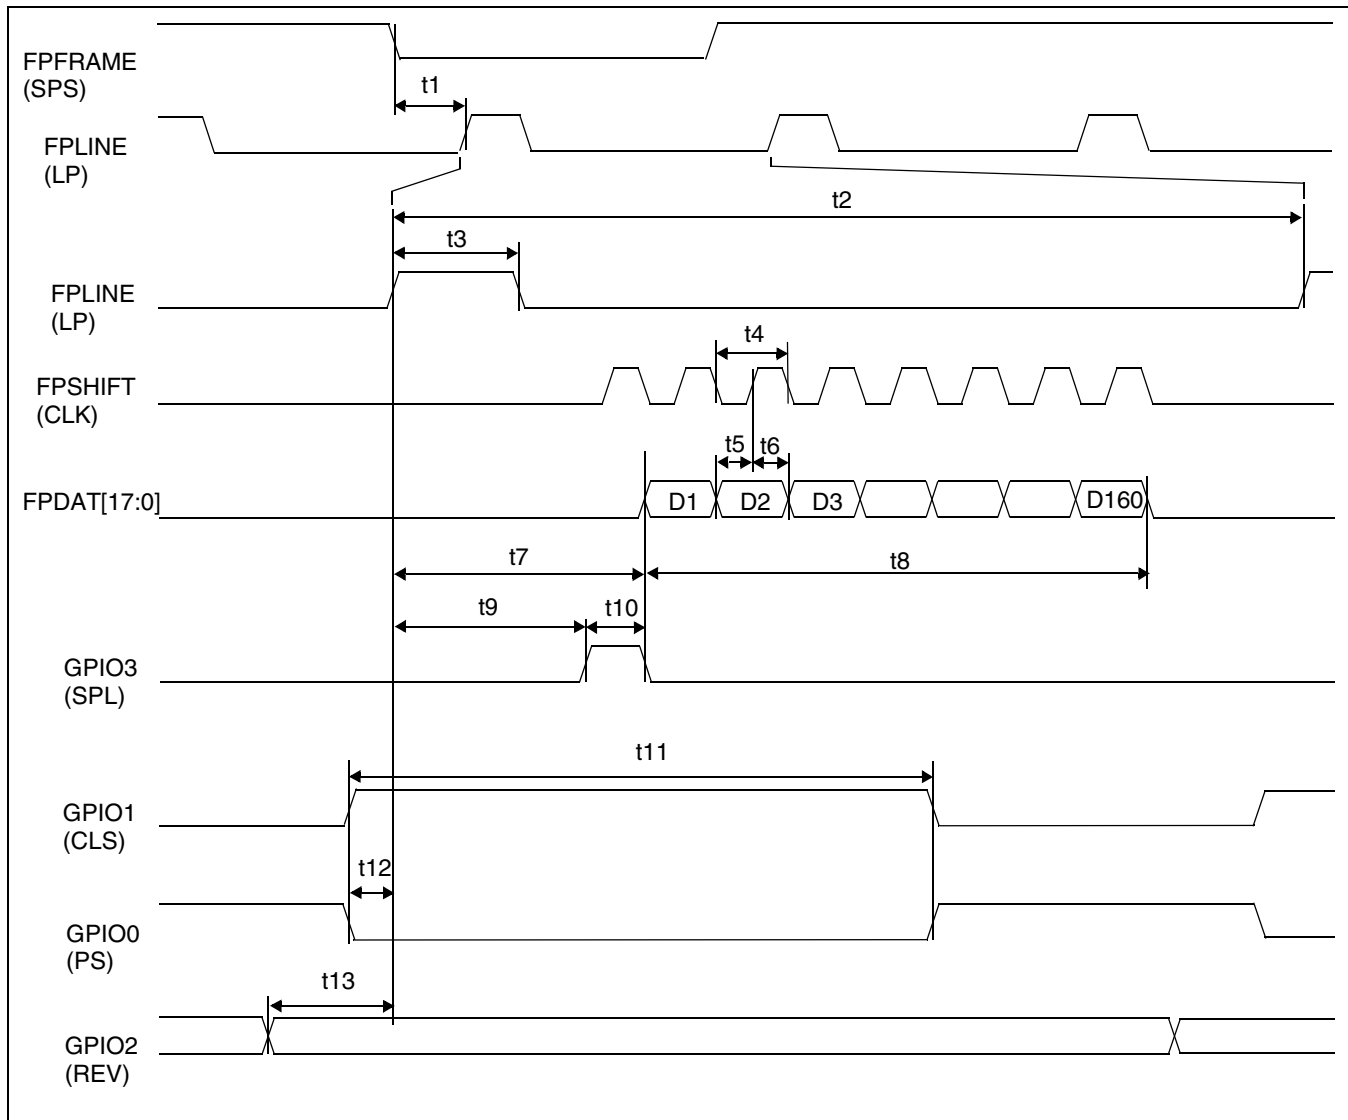 FPFRAME
(SPS)
t1
FPLINE
(LP)
t2
t3
FPLINE
(LP)
t4
FPSHIFT
(CLK)
t5
t6
FPDAT[17:0]
D1
D2
D3
D160
t7
t8
t9
t10
GPIO3
(SPL)
t11
GPIO1
(CLS)
t12
GPIO0
(PS)
t13
GPIO2
(REV)